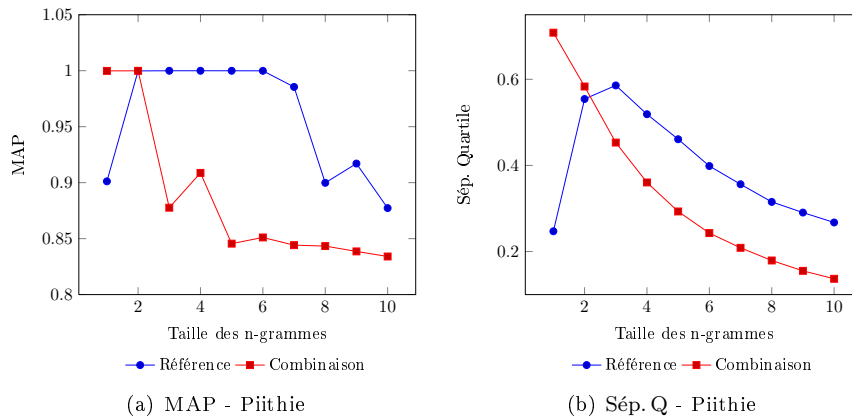 1.05
1
0.95
0.9
0.85
0.8
MAP
2 4 6 8 10
Taille des n-grammes
Référence Combinaison
(a) MAP - Piithie
0.6
0.4
0.2
Sép. Quartile
2 4 6 8 10
Taille des n-grammes
Référence Combinaison
(b) Sép. Q - Piithie